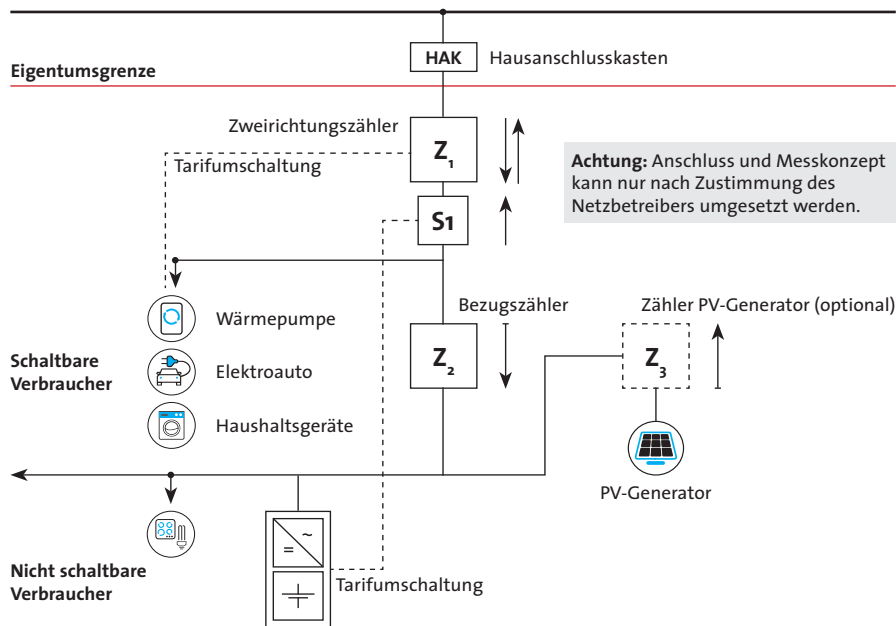 HAK
Hausanschlusskasten
Eigentumsgrenze
Zweirichtungszähler
Z₁
Tarifumschaltung
Achtung: Anschluss und Messkonzept
kann nur nach Zustimmung des
Netzbetreibers umgesetzt werden.
S1
Bezugszähler
Zähler PV-Generator (optional)
Wärmepumpe
Z₂
Z₃
Schaltbare
Verbraucher
Elektroauto
Haushaltsgeräte
PV-Generator
Nicht schaltbare
Verbraucher
~
=
Tarifumschaltung